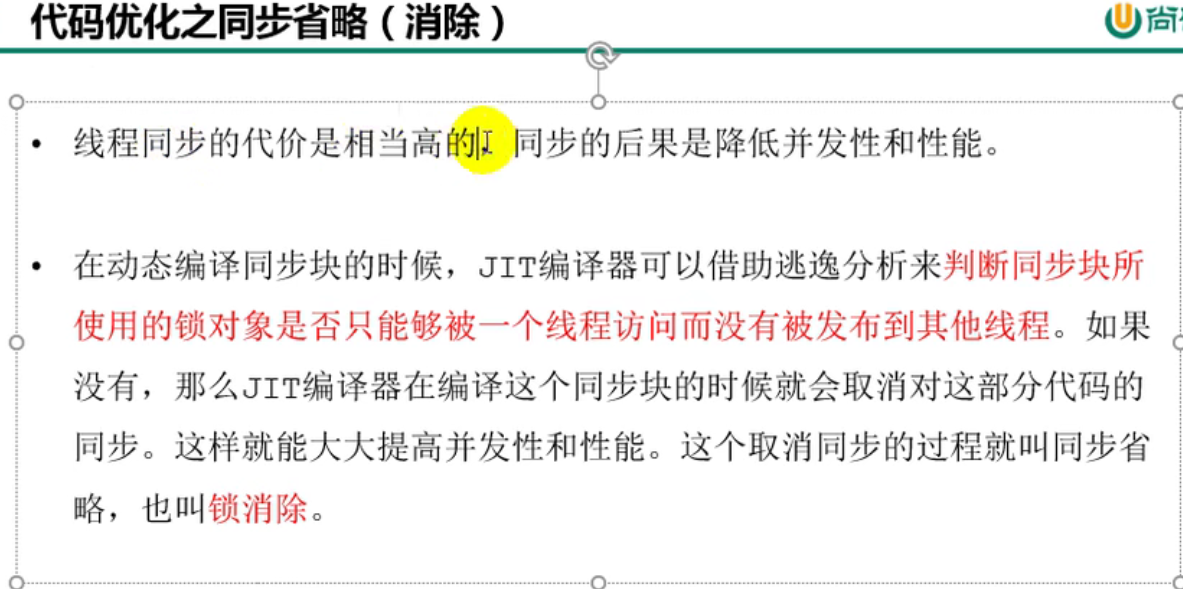 代码优化之同步省略（消除）
尚
• 线程同步的代价是相当高的，同步的后果是降低并发性和性能。
• 在动态编译同步块的时候，JIT编译器可以借助逃逸分析来判断同步块所
使用的锁对象是否只能够被一个线程访问而没有被发布到其他线程。如果
没有，那么JIT编译器在编译这个同步块的时候就会取消对这部分代码的
同步。这样就能大大提高并发性和性能。这个取消同步的过程就叫同步省
略，也叫锁消除。